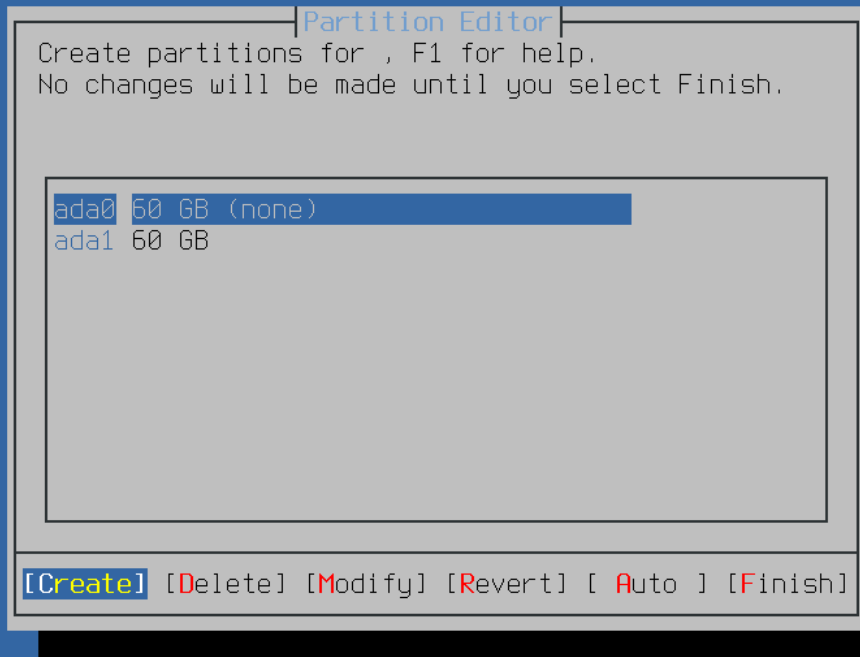 Partition Editor
Create partitions for , F1 for help.
No changes will be made until you select Finish.
ada0 60 GB (none)
ada1 60 GB
[Create] [Delete] [Modify] [Revert] [ Auto ] [Finish]